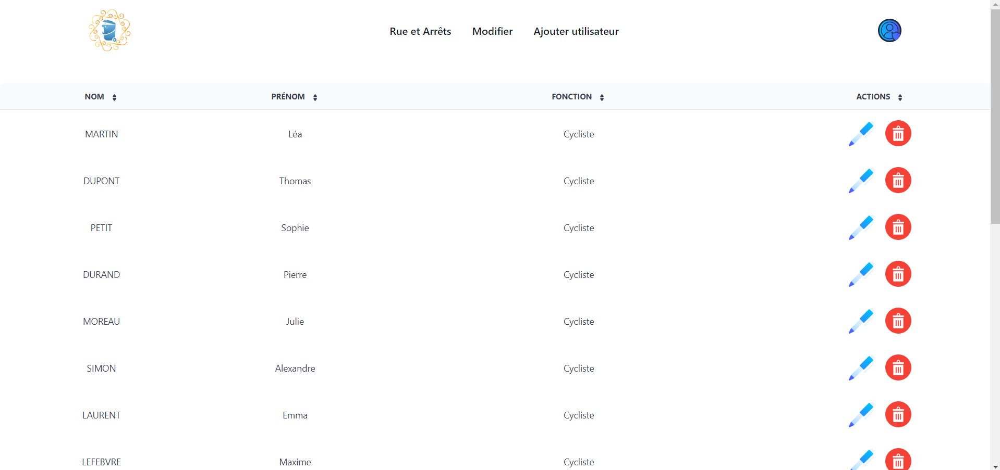 Rue et Arrêts Modifier Ajouter utilisateur
NOM PRÉNOM FONCTION ACTIONS
MARTIN Léa Cycliste
DUPONT Thomas Cycliste
PETIT Sophie Cycliste
DURAND Pierre Cycliste
MOREAU Julie Cycliste
SIMON Alexandre Cycliste
LAURENT Emma Cycliste
LEFEBVRE Maxime Cycliste